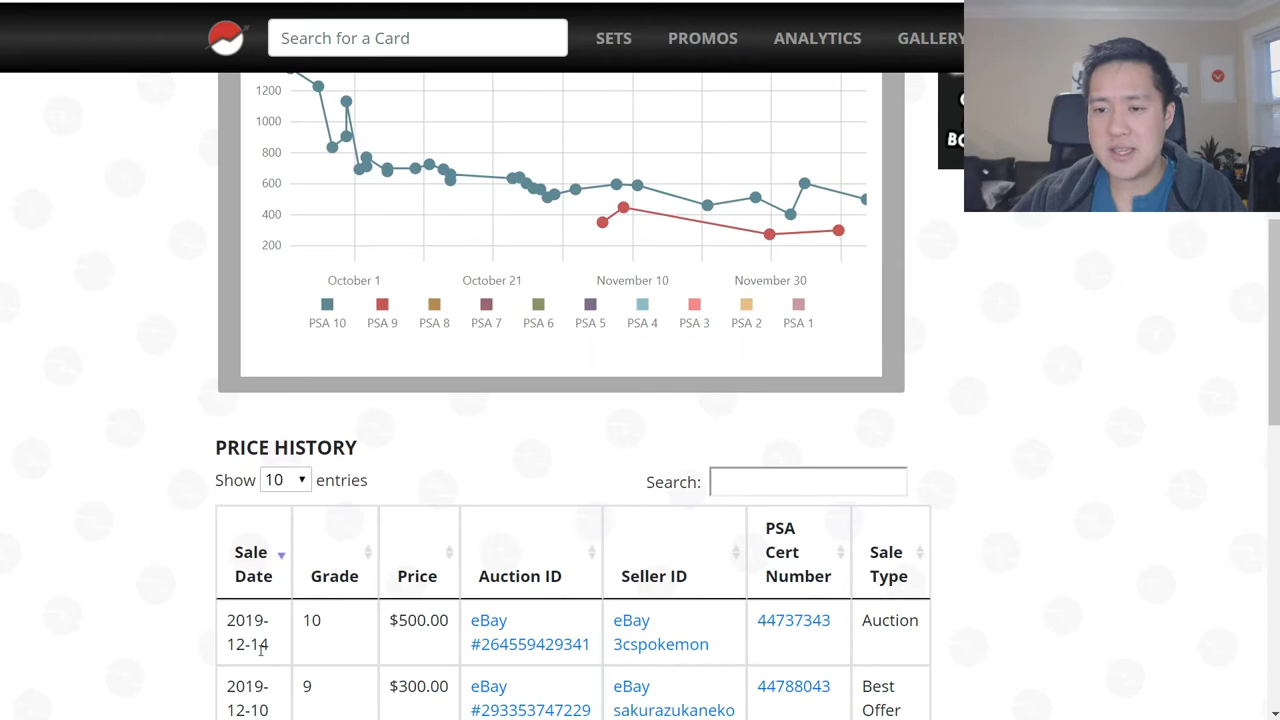 Search for a Card
SETS
PROMOS
ANALYTICS
GALLERY
1200
1000
800
600
400
200
October 1
October 21
November 10
November 30
PSA 10
PSA 9
PSA 8
PSA 7
PSA 6
PSA 5
PSA 4
PSA 3
PSA 2
PSA 1
PRICE HISTORY
Show 10 entries
Search:
Sale Date
Grade
Price
Auction ID
Seller ID
PSA Cert Number
Sale Type
2019-12-14
10
$500.00
eBay #264559429341
eBay 3cspokemon
44737343
Auction
2019-12-10
9
$300.00
eBay #293353747229
eBay sakurazukaneko
44788043
Best Offer